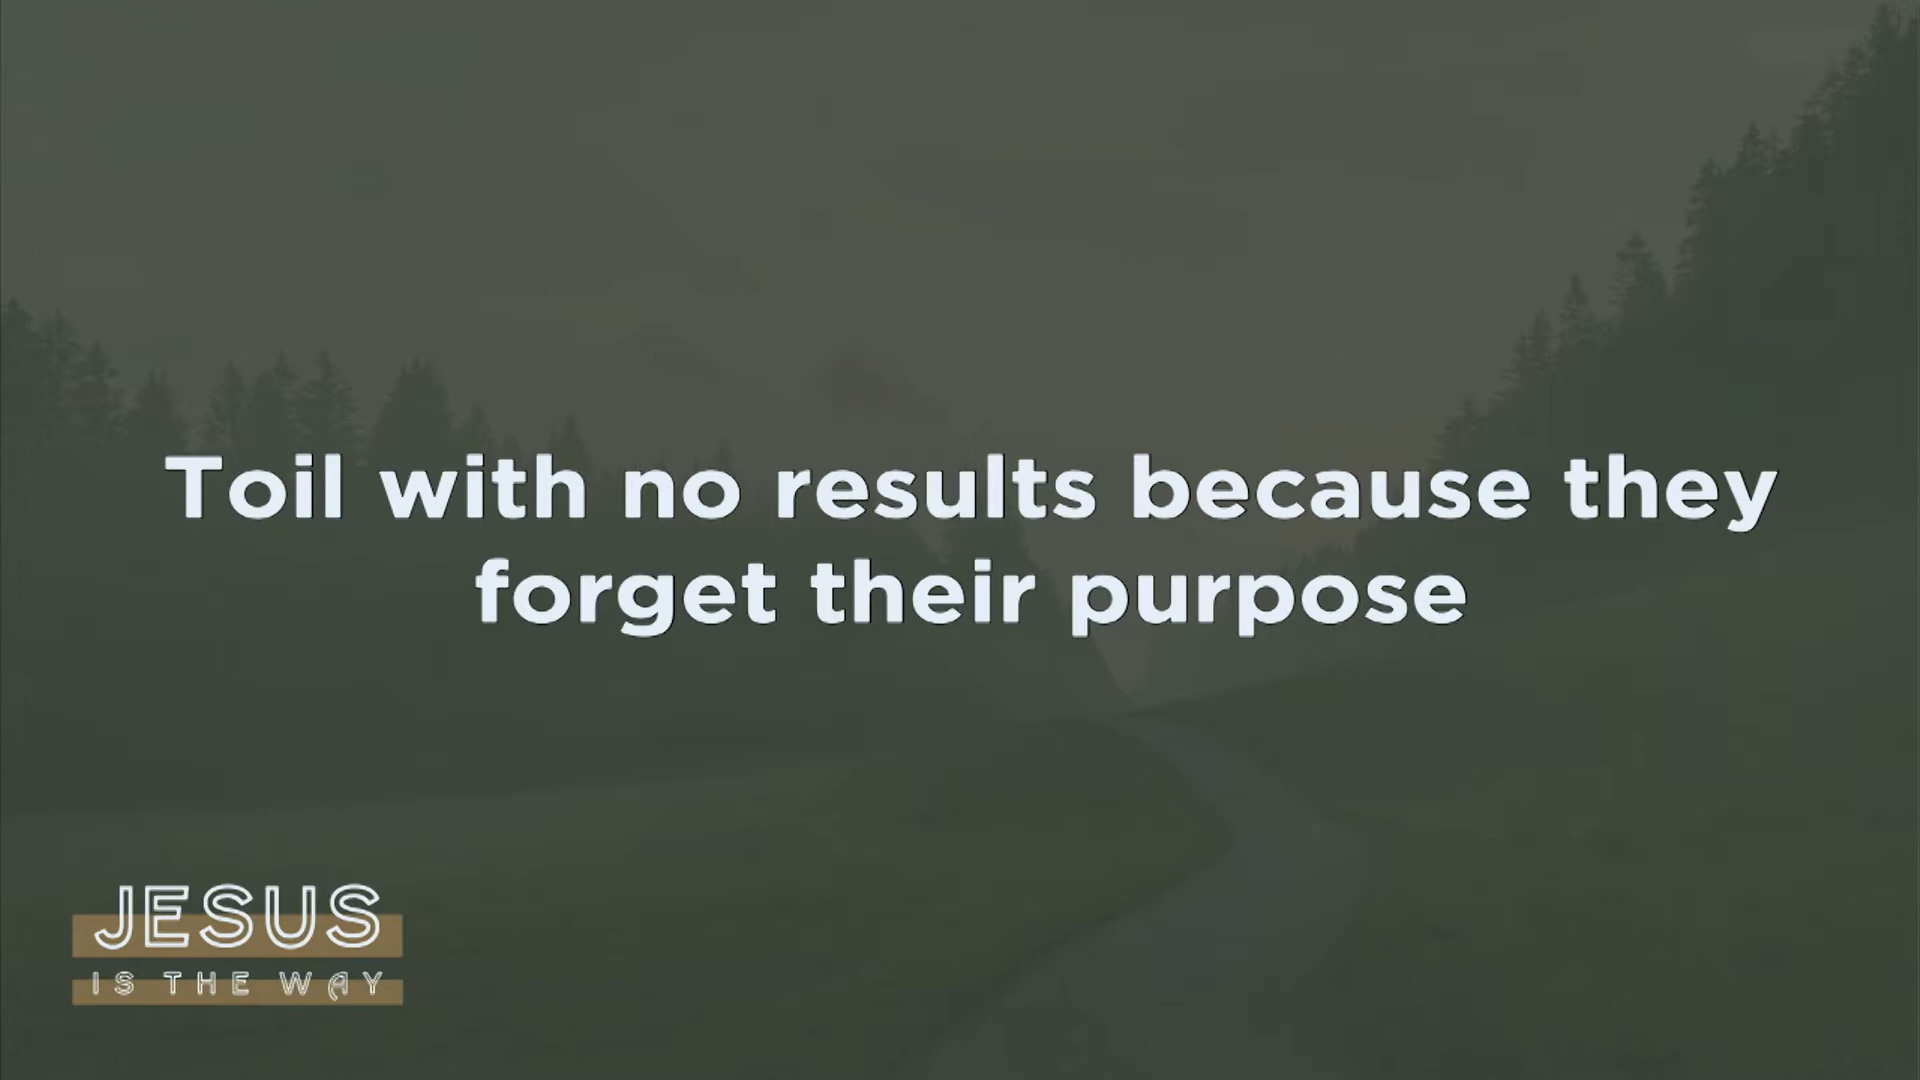 Toil with no results because they
forget their purpose
JESUS
IS THE WAY